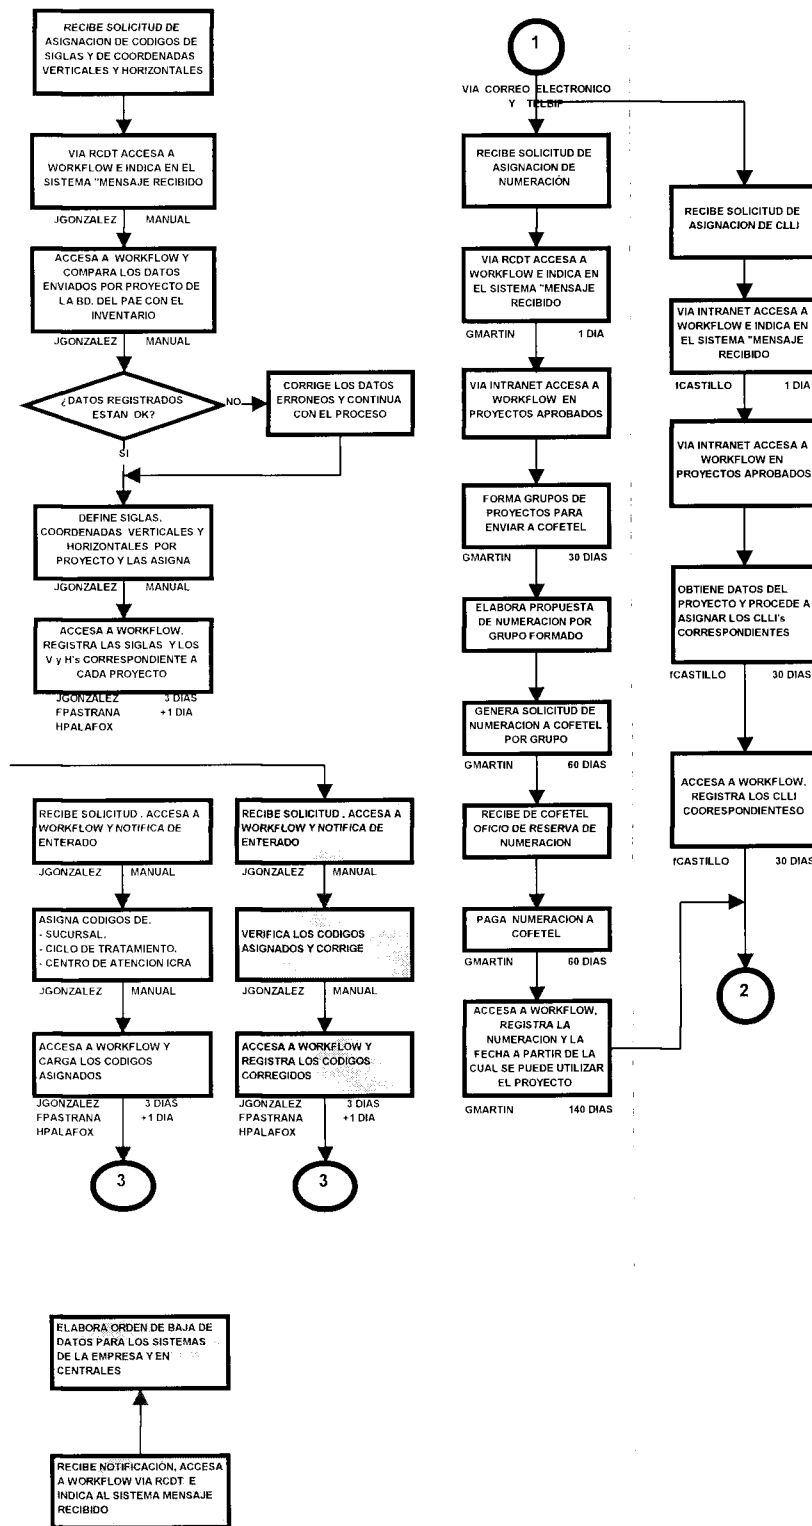 RECIBE SOLICITUD DE
ASIGNACION DE CODIGOS DE
SIGLAS Y DE COORDENADAS
VERTICALES Y HORIZONTALES
VIA RCDT ACCESA A
WORKFLOW E INDICA EN EL
SISTEMA "MENSAJE RECIBIDO
JGONZALEZ MANUAL
ACCESA A WORKFLOW Y
COMPARA LOS DATOS
ENVIADOS POR PROYECTO DE
LA BD. DEL PAE CON EL
INVENTARIO
JGONZALEZ MANUAL
¿DATOS REGISTRADOS
ESTAN OK?
NO
CORRIGE LOS DATOS
ERRONEOS Y CONTINUA
CON EL PROCESO
SI
DEFINE SIGLAS,
COORDENADAS VERTICALES Y
HORIZONTALES POR
PROYECTO Y LAS ASIGNA
JGONZALEZ MANUAL
ACCESA A WORKFLOW,
REGISTRA LAS SIGLAS Y LOS
V y H's CORRESPONDIENTE A
CADA PROYECTO
JGONZALEZ 3 DIAS
FPASTRANA +1 DIA
HPALAFOX
RECIBE SOLICITUD , ACCESA A
WORKFLOW Y NOTIFICA DE
ENTERADO
JGONZALEZ MANUAL
ASIGNA CODIGOS DE,
- SUCURSAL,
- CICLO DE TRATAMIENTO,
- CENTRO DE ATENCION ICRA
JGONZALEZ MANUAL
ACCESA A WORKFLOW Y
CARGA LOS CODIGOS
ASIGNADOS
JGONZALEZ 3 DIAS
FPASTRANA +1 DIA
HPALAFOX
3
RECIBE SOLICITUD , ACCESA A
WORKFLOW Y NOTIFICA DE
ENTERADO
JGONZALEZ MANUAL
VERIFICA LOS CODIGOS
ASIGNADOS Y CORRIGE
JGONZALEZ MANUAL
ACCESA A WORKFLOW Y
REGISTRA LOS CODIGOS
CORREGIDOS
JGONZALEZ 3 DIAS
FPASTRANA +1 DIA
HPALAFOX
3
ELABORA ORDEN DE BAJA DE
DATOS PARA LOS SISTEMAS
DE LA EMPRESA Y EN
CENTRALES
RECIBE NOTIFICACIÓN, ACCESA
A WORKFLOW VIA RCDT E
INDICA AL SISTEMA MENSAJE
RECIBIDO
1
VIA CORREO ELECTRONICO
Y TELBIP
RECIBE SOLICITUD DE
ASIGNACION DE
NUMERACIÓN
VIA RCDT ACCESA A
WORKFLOW E INDICA EN
EL SISTEMA "MENSAJE
RECIBIDO
GMARTIN 1 DIA
VIA INTRANET ACCESA A
WORKFLOW EN
PROYECTOS APROBADOS
FORMA GRUPOS DE
PROYECTOS PARA
ENVIAR A COFETEL
GMARTIN 30 DIAS
ELABORA PROPUESTA
DE NUMERACION POR
GRUPO FORMADO
GENERA SOLICITUD DE
NUMERACION A COFETEL
POR GRUPO
GMARTIN 60 DIAS
RECIBE DE COFETEL
OFICIO DE RESERVA DE
NUMERACION
PAGA NUMERACION A
COFETEL
GMARTIN 60 DIAS
ACCESA A WORKFLOW,
REGISTRA LA
NUMERACION Y LA
FECHA A PARTIR DE LA
CUAL SE PUEDE UTILIZAR
EL PROYECTO
GMARTIN 140 DIAS
RECIBE SOLICITUD DE
ASIGNACION DE CLLI
VIA INTRANET ACCESA A
WORKFLOW E INDICA EN
EL SISTEMA "MENSAJE
RECIBIDO
fCASTILLO 1 DIA
VIA INTRANET ACCESA A
WORKFLOW EN
PROYECTOS APROBADOS
OBTIENE DATOS DEL
PROYECTO Y PROCEDE A
ASIGNAR LOS CLLI's
CORRESPONDIENTES
fCASTILLO 30 DIAS
ACCESA A WORKFLOW,
REGISTRA LOS CLLI
COORESPONDIENTESO
fCASTILLO 30 DIAS
2